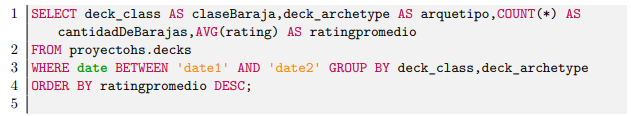 1 SELECT deck_class AS claseBaraja,deck_archetype AS arquetipo,COUNT(*) AS
cantidadDeBarajas,AVG(rating) AS ratingpromedio
2 FROM proyectohs.decks
3 WHERE date BETWEEN 'date1' AND 'date2' GROUP BY deck_class,deck_archetype
4 ORDER BY ratingpromedio DESC;
5